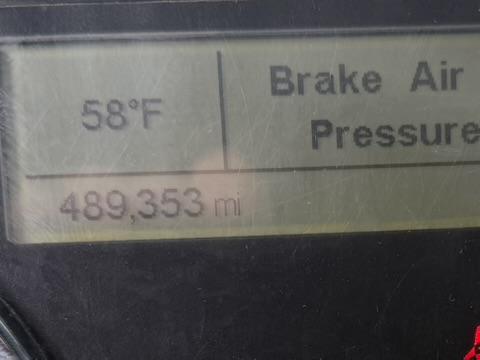 58°F
Brake Air
Pressure
489,353 mi